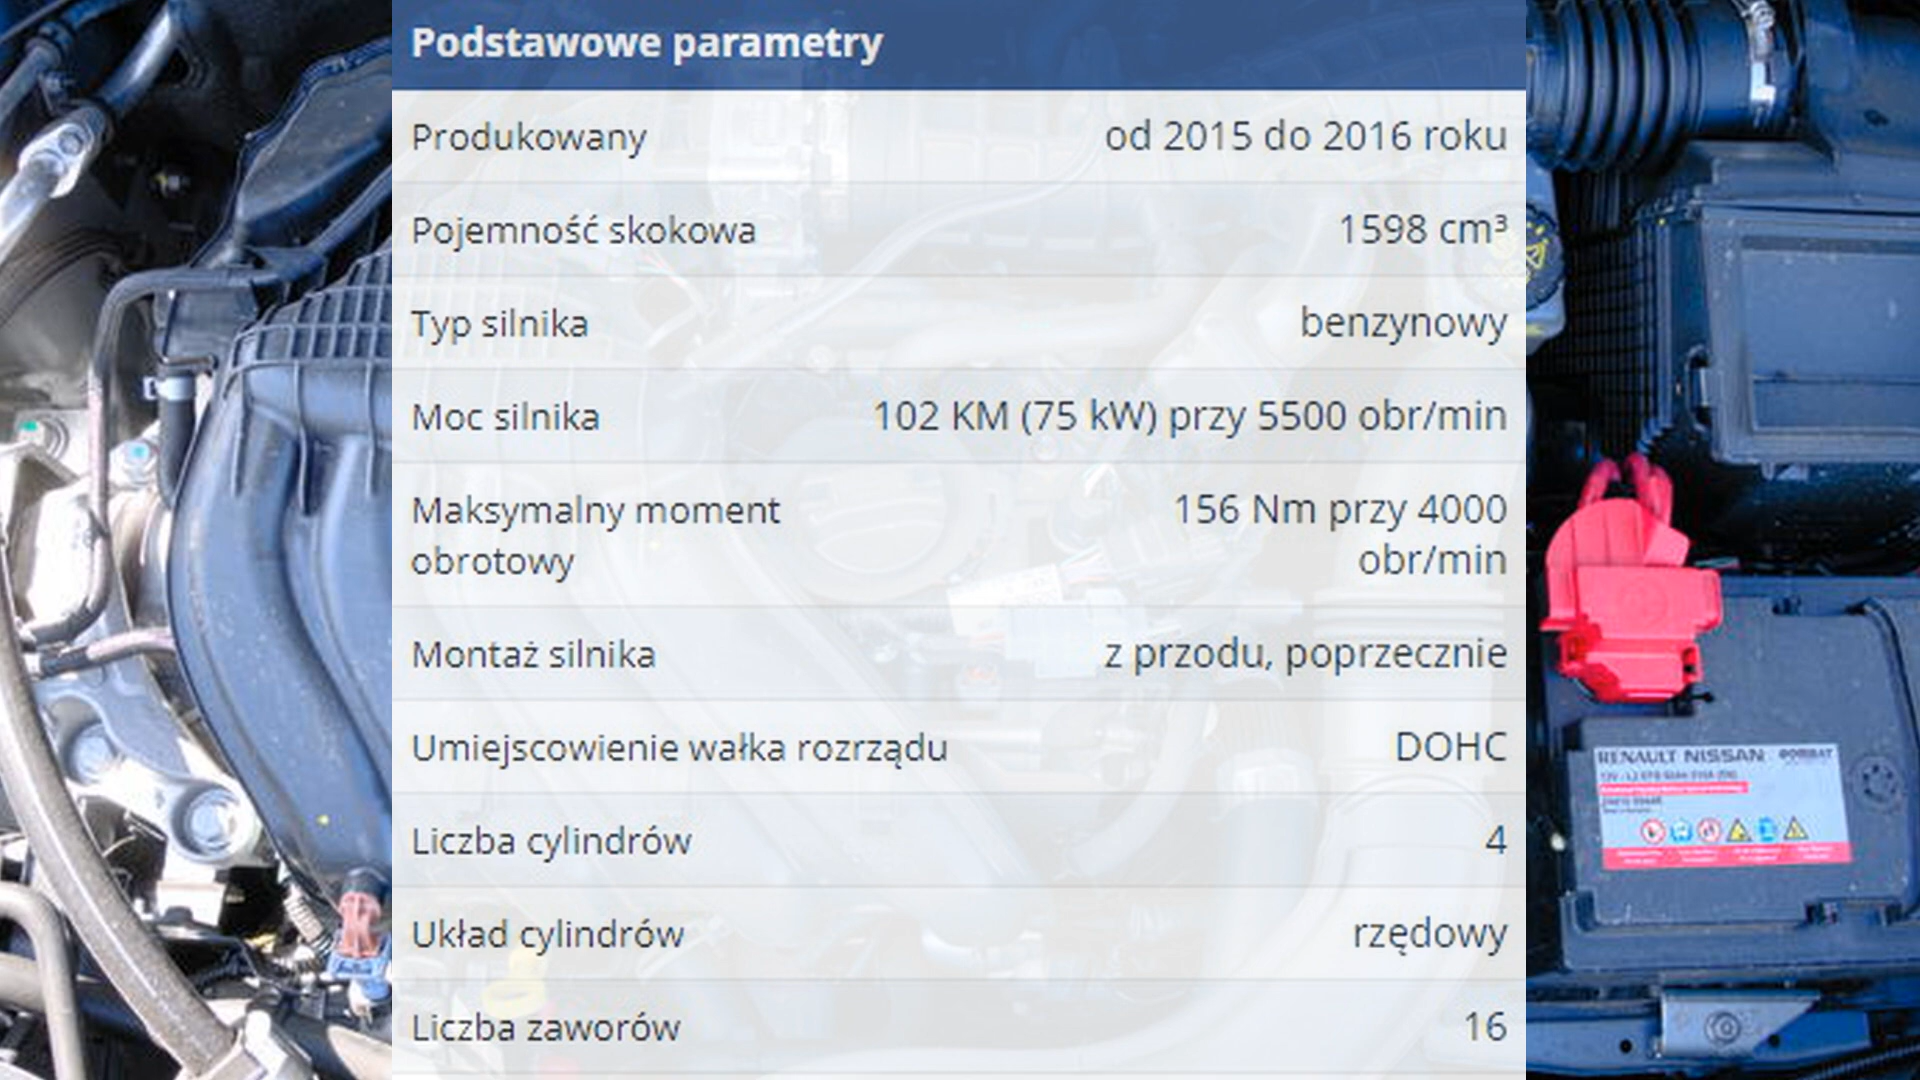 Podstawowe parametry
Produkowany od 2015 do 2016 roku
Pojemność skokowa 1598 cm³
Typ silnika benzynowy
Moc silnika 102 KM (75 kW) przy 5500 obr/min
Maksymalny moment obrotowy 156 Nm przy 4000 obr/min
Montaż silnika z przodu, poprzecznie
Umiejscowienie wałka rozrządu DOHC
Liczba cylindrów 4
Układ cylindrów rzędowy
Liczba zaworów 16
RENAULT NISSAN